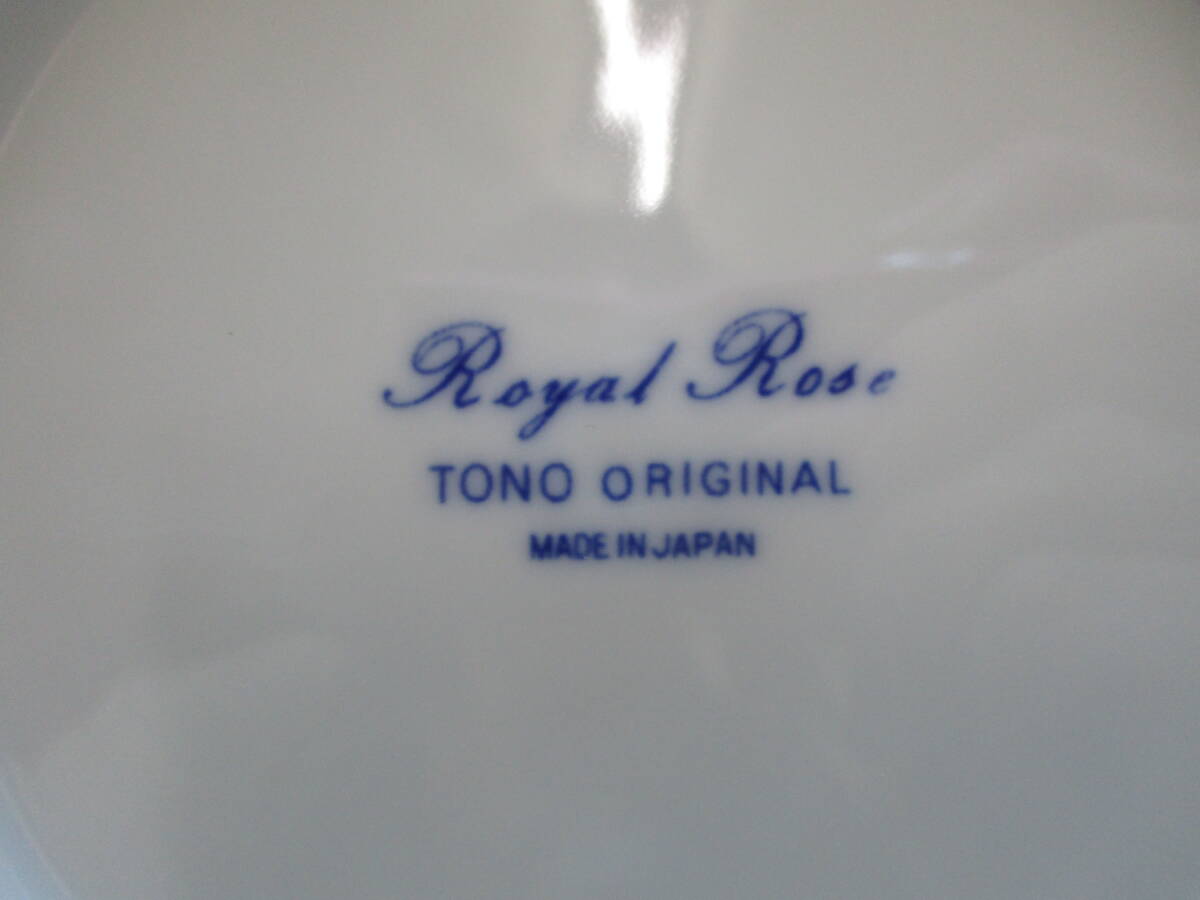 Royal Rose
TONO ORIGINAL
MADE IN JAPAN